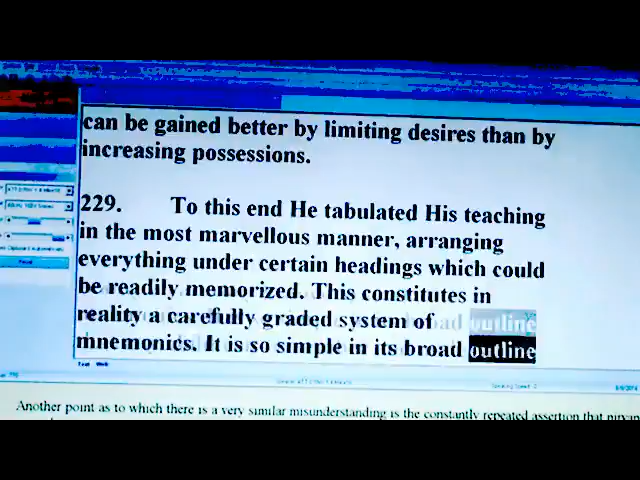 can be gained better by limiting desires than by
increasing possessions.
229. To this end He tabulated His teaching
in the most marvellous manner, arranging
everything under certain headings which could
be readily memorized. This constitutes in
reality a carefully graded system of
mnemonics. It is so simple in its broad outline
Another point as to which there is a very similar misunderstanding is the constantly repeated assertion that nirvan